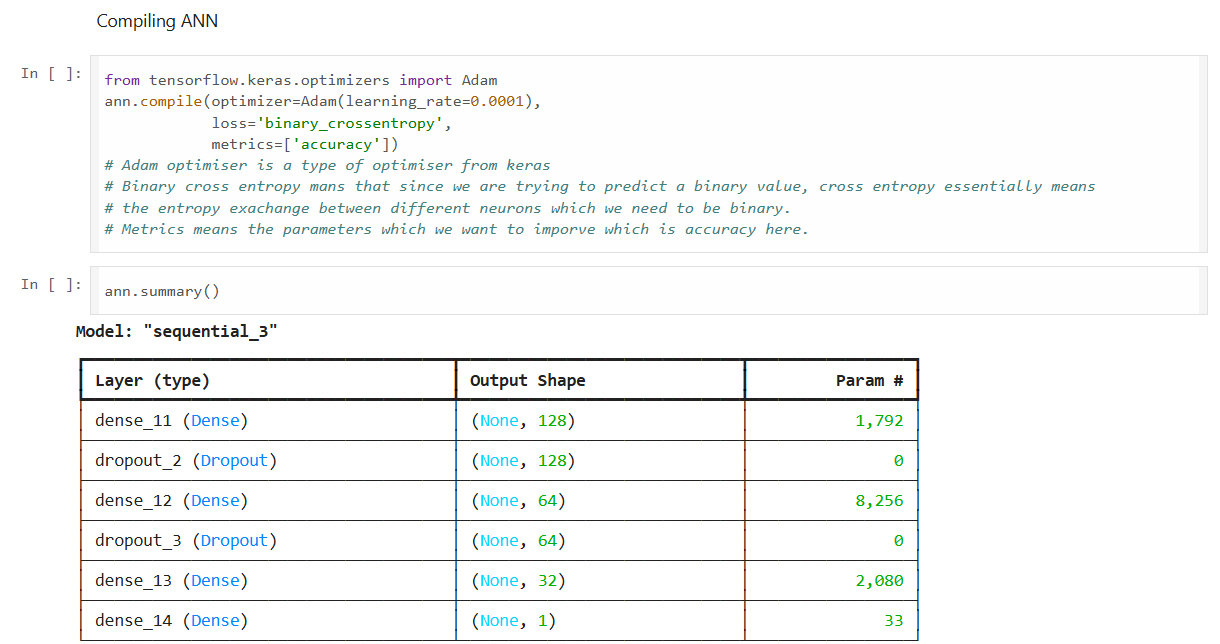 Compiling ANN
In [ ]:
from tensorflow.keras.optimizers import Adam
ann.compile(optimizer=Adam(learning_rate=0.0001),
loss='binary_crossentropy',
metrics=['accuracy'])
# Adam optimiser is a type of optimiser from keras
# Binary cross entropy mans that since we are trying to predict a binary value, cross entropy essentially means
# the entropy exachange between different neurons which we need to be binary.
# Metrics means the parameters which we want to imporve which is accuracy here.
In [ ]:
ann.summary()
Model: "sequential_3"
Layer (type) Output Shape Param #
dense_11 (Dense) (None, 128) 1,792
dropout_2 (Dropout) (None, 128) 0
dense_12 (Dense) (None, 64) 8,256
dropout_3 (Dropout) (None, 64) 0
dense_13 (Dense) (None, 32) 2,080
dense_14 (Dense) (None, 1) 33